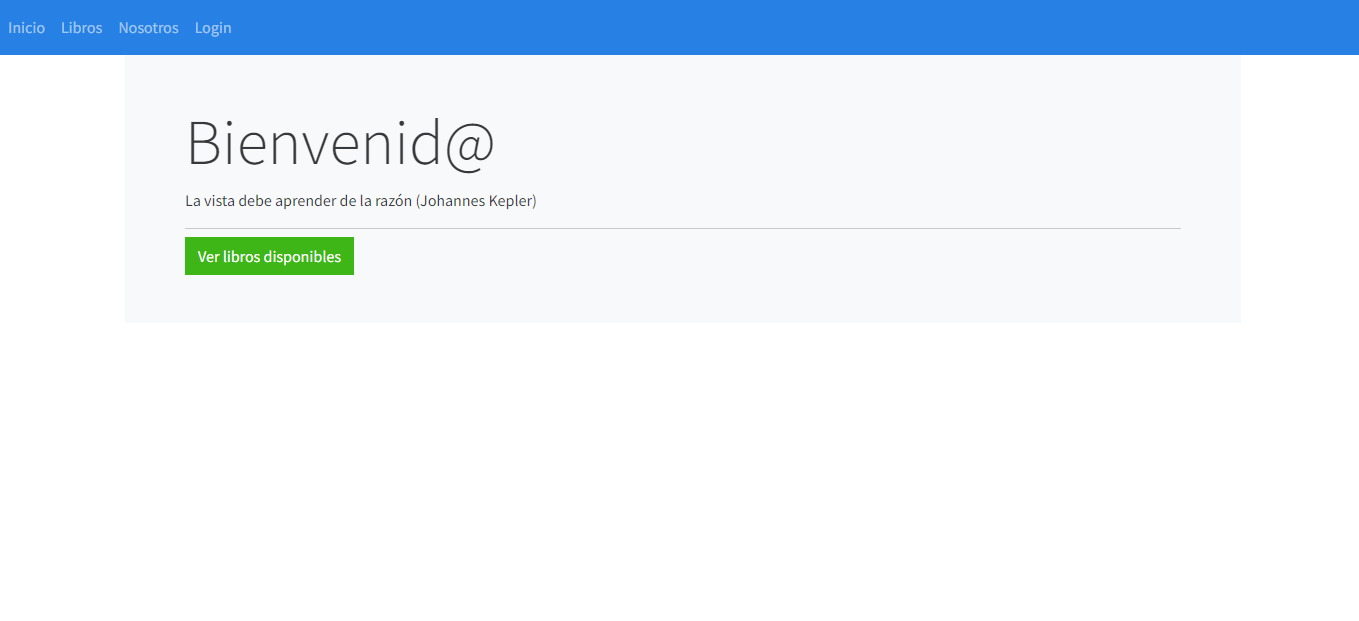 Inicio Libros Nosotros Login
Bienvenid@
La vista debe aprender de la razón (Johannes Kepler)
Ver libros disponibles